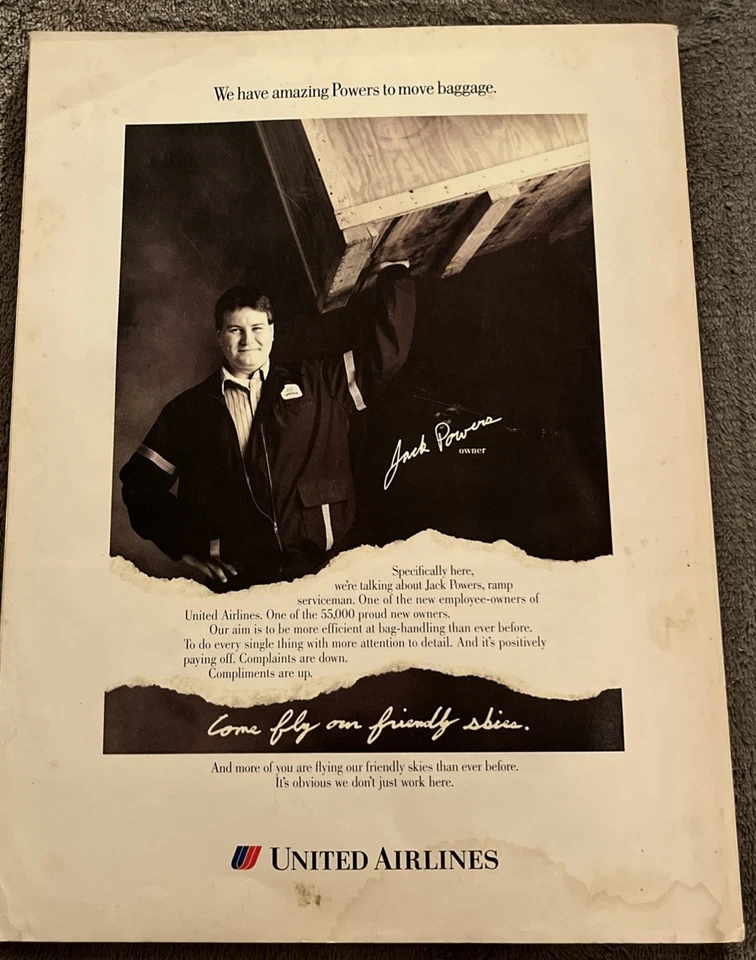 We have amazing Powers to move baggage.
Jack Powers
owner
Specifically here,
we're talking about Jack Powers, ramp
serviceman. One of the new employee-owners of
United Airlines. One of the 55,000 proud new owners.
Our aim is to be more efficient at bag-handling than ever before.
To do every single thing with more attention to detail. And it's positively
paying off. Complaints are down.
Compliments are up.
Come fly our friendly skies.
And more of you are flying our friendly skies than ever before.
It's obvious we don't just work here.
UNITED AIRLINES